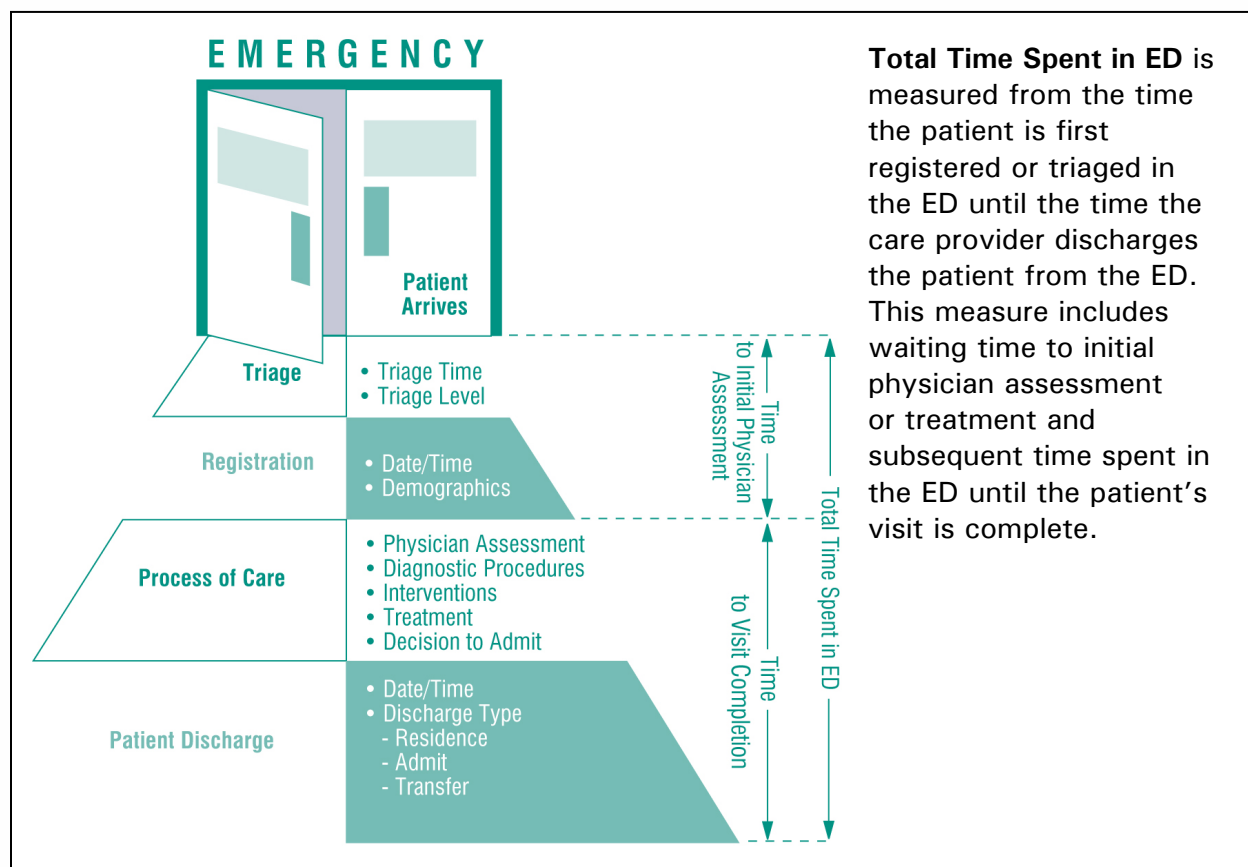 EMERGENCY
Patient
Arrives
Triage
• Triage Time
• Triage Level
Registration
• Date/Time
• Demographics
Process of Care
• Physician Assessment
• Diagnostic Procedures
• Interventions
• Treatment
• Decision to Admit
Patient Discharge
• Date/Time
• Discharge Type
- Residence
- Admit
- Transfer
Time
to Initial Physician
Assessment
Time
to Visit Completion
Total Time Spent in ED
Total Time Spent in ED is
measured from the time
the patient is first
registered or triaged in
the ED until the time the
care provider discharges
the patient from the ED.
This measure includes
waiting time to initial
physician assessment
or treatment and
subsequent time spent in
the ED until the patient’s
visit is complete.